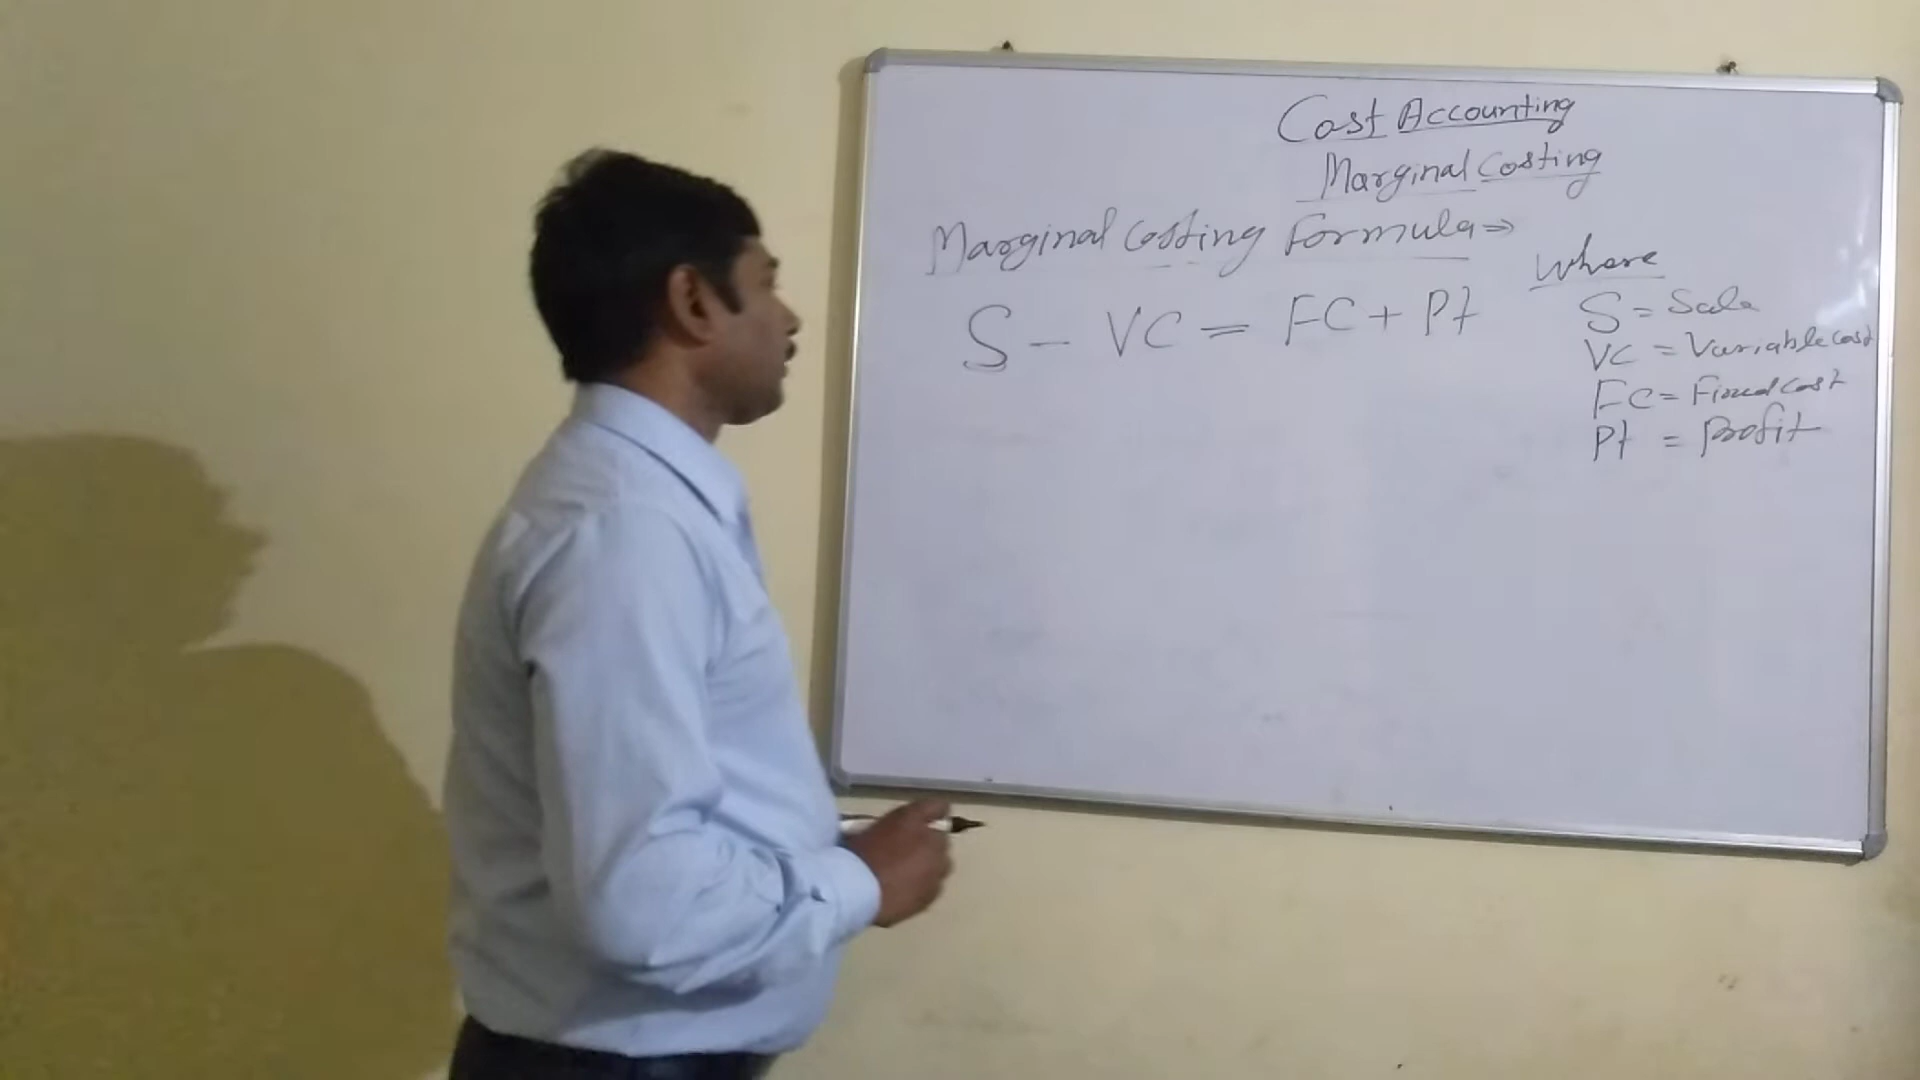 Cost Accounting
Marginal Costing
Marginal Costing Formula ⇒
S - VC = FC + Pt
Where
S = Sale
VC = Variable cost
FC = Fixed cost
Pt = Profit